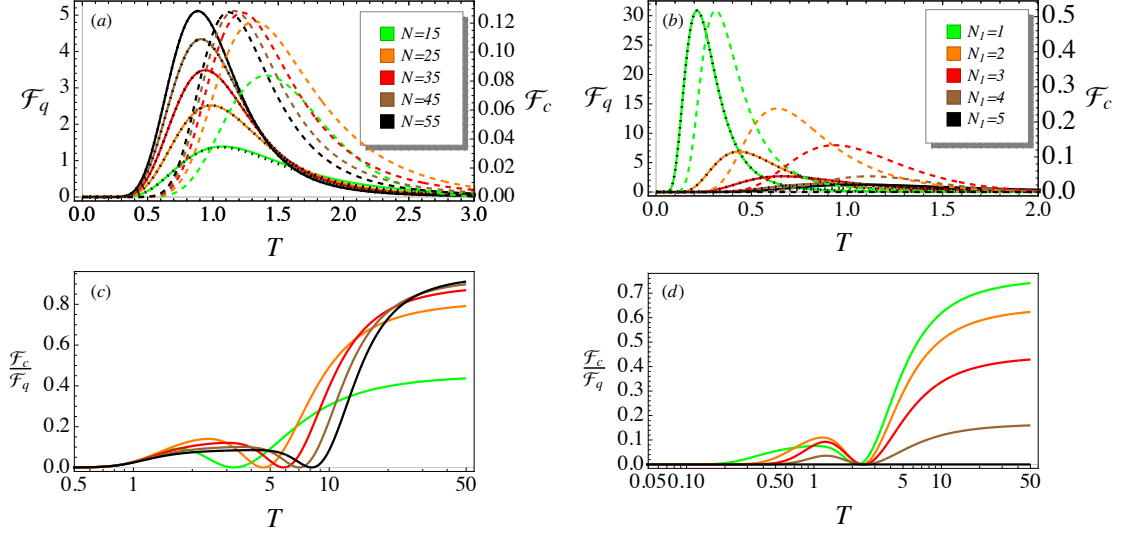 (a)
5
4
3
2
1
0
ℱq
0.12
0.10
0.08
0.06
0.04
0.02
0.00
ℱc
N=15
N=25
N=35
N=45
N=55
0.0 0.5 1.0 1.5 2.0 2.5 3.0
T
(b)
30
25
20
15
10
5
0
ℱq
0.5
0.4
0.3
0.2
0.1
0.0
ℱc
N1=1
N1=2
N1=3
N1=4
N1=5
0.0 0.5 1.0 1.5 2.0
T
(c)
0.8
0.6
0.4
0.2
0.0
ℱc
ℱq
0.5 1 5 10 50
T
(d)
0.7
0.6
0.5
0.4
0.3
0.2
0.1
0.0
ℱc
ℱq
0.05 0.10 0.50 1 5 10 50
T